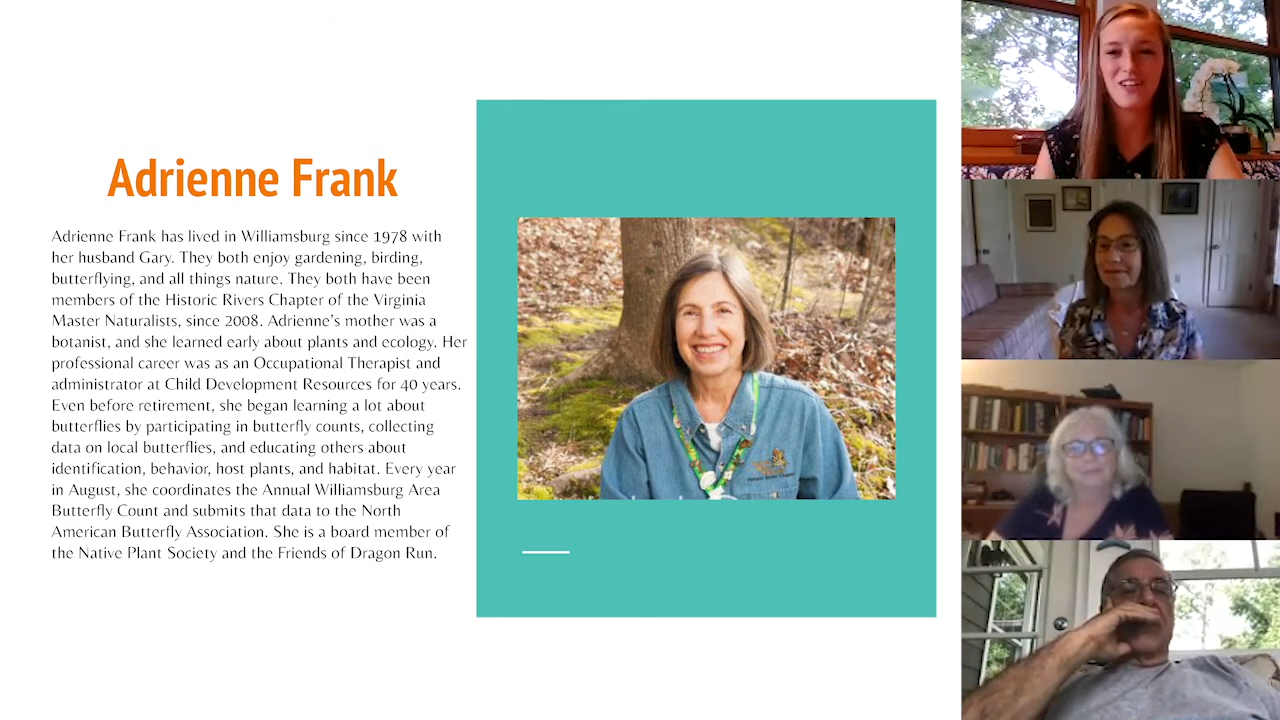 Adrienne Frank
Adrienne Frank has lived in Williamsburg since 1978 with
her husband Gary. They both enjoy gardening, birding,
butterflying, and all things nature. They both have been
members of the Historic Rivers Chapter of the Virginia
Master Naturalists, since 2008. Adrienne's mother was a
botanist, and she learned early about plants and ecology. Her
professional career was as an Occupational Therapist and
administrator at Child Development Resources for 40 years.
Even before retirement, she began learning a lot about
butterflies by participating in butterfly counts, collecting
data on local butterflies, and educating others about
identification, behavior, host plants, and habitat. Every year
in August, she coordinates the Annual Williamsburg Area
Butterfly Count and submits that data to the North
American Butterfly Association. She is a board member of
the Native Plant Society and the Friends of Dragon Run.